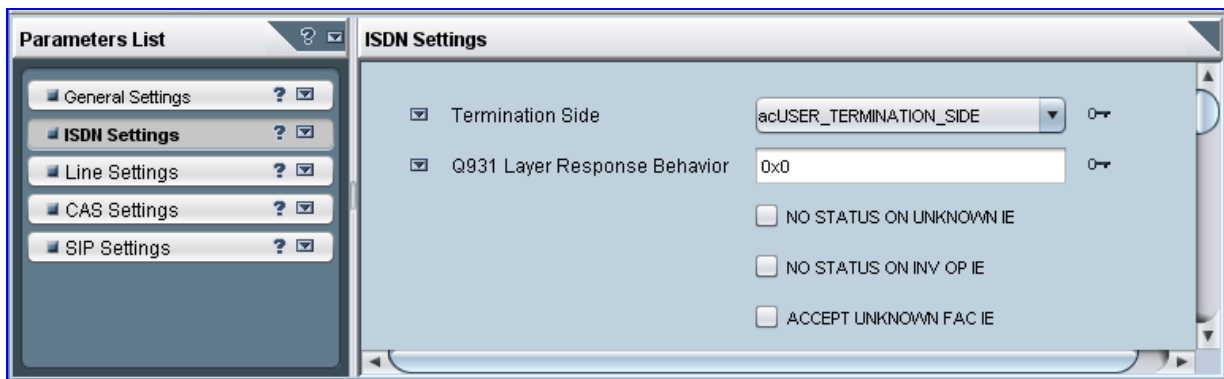 Parameters List ?
General Settings ?
ISDN Settings ?
Line Settings ?
CAS Settings ?
SIP Settings ?
ISDN Settings
Termination Side acUSER_TERMINATION_SIDE
Q931 Layer Response Behavior 0x0
NO STATUS ON UNKNOWN IE
NO STATUS ON INV OP IE
ACCEPT UNKNOWN FAC IE